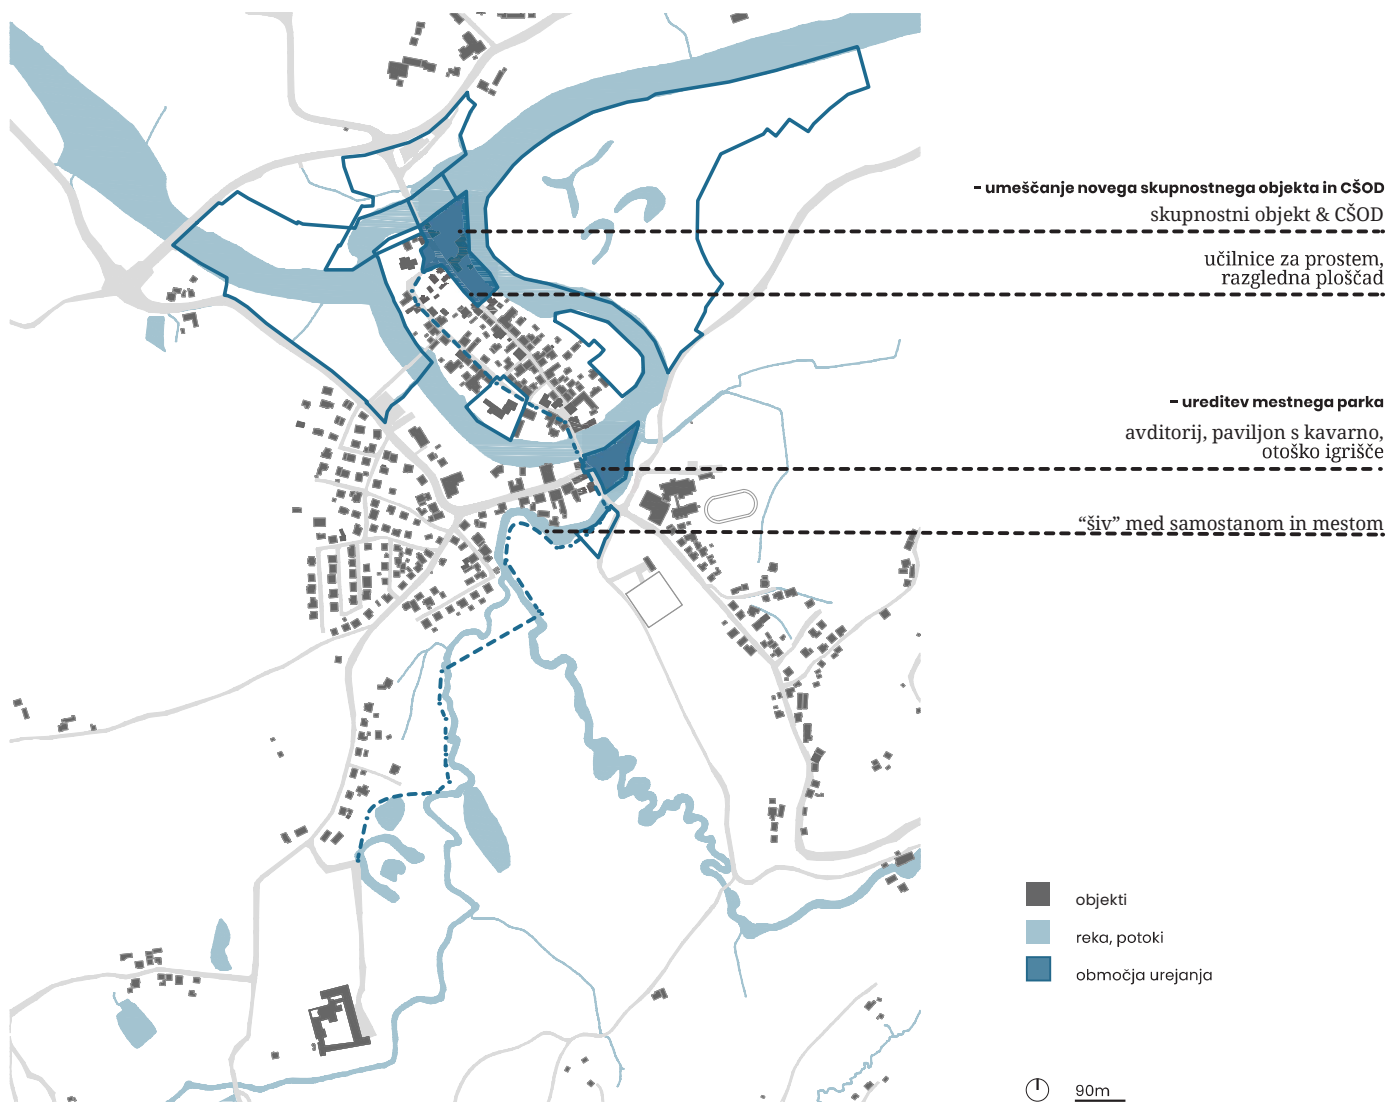 - umeščanje novega skupnostnega objekta in CŠOD
skupnostni objekt & CŠOD
učilnice za prostem,
razgledna ploščad
- ureditev mestnega parka
avditorij, paviljon s kavarno,
otoško igrišče
“šiv” med samostanom in mestom
objekti
reka, potoki
območja urejanja
90m